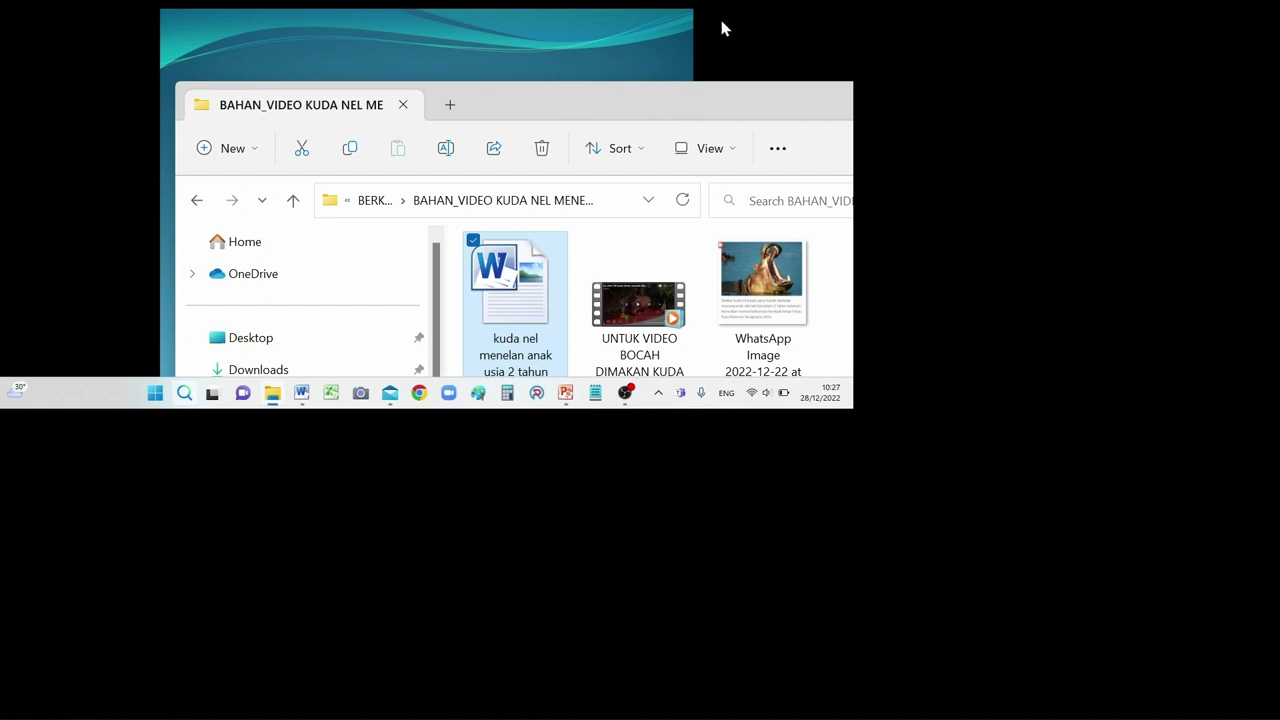 BAHAN_VIDEO KUDA NEL ME
New
Sort
View
« BERK... › BAHAN_VIDEO KUDA NEL MENE...
Search BAHAN_VID
Home
OneDrive
Desktop
Downloads
kuda nel
menelan anak
usia 2 tahun
UNTUK VIDEO
BOCAH
DIMAKAN KUDA
WhatsApp
Image
2022-12-22 at
30°
ENG
10:27
28/12/2022